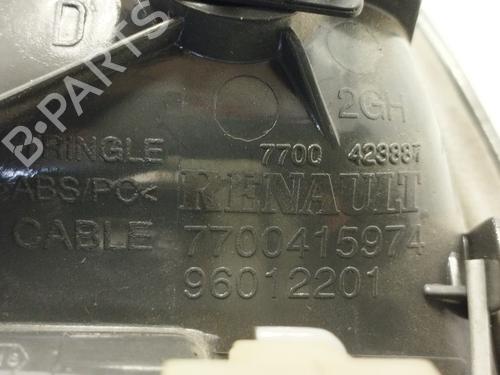 D
2GH
RINGLE 7700 423887
>ABS/PC< RENAULT
CABLE 7700415974
96012201
B-PARTS